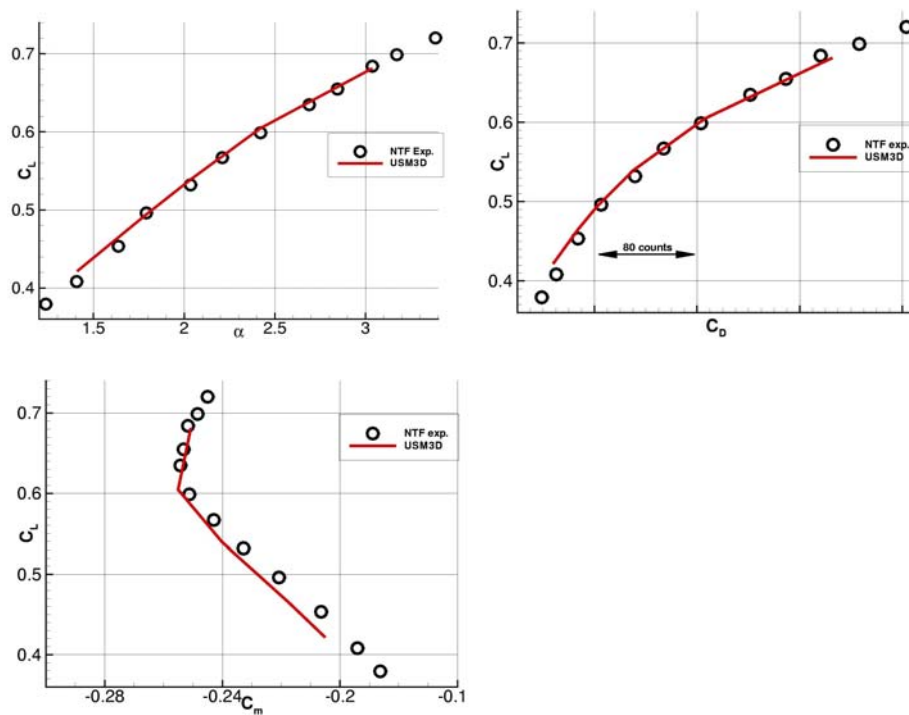 0.7
0.6
0.5
0.4
C_L
NTF Exp.
USM3D
1.5
2
2.5
3
α
0.7
0.6
0.5
0.4
C_L
NTF exp.
USM3D
80 counts
C_D
0.7
0.6
0.5
0.4
C_L
NTF exp.
USM3D
-0.28
-0.24
-0.2
-0.1
C_m